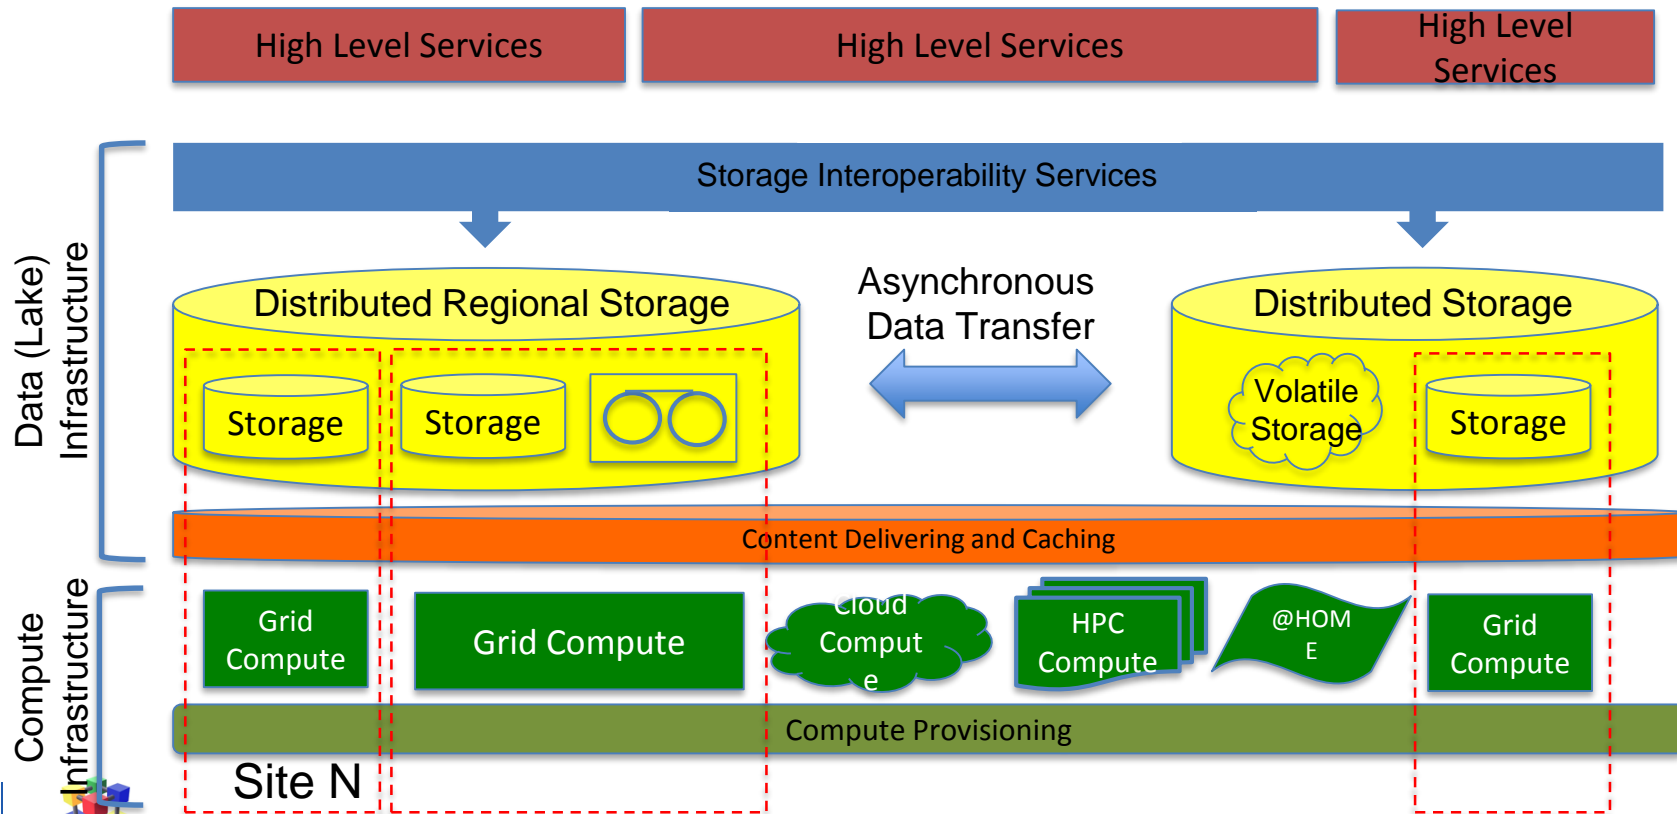 High Level Services
High Level Services
High Level
Services
Storage Interoperability Services
Data (Lake)
Infrastructure
Distributed Regional Storage
Asynchronous
Data Transfer
Distributed Storage
Storage
Storage
Volatile
Storage
Storage
Content Delivering and Caching
Compute
Infrastructure
Grid
Compute
Grid Compute
Cloud
Comput
e
HPC
Compute
@HOM
E
Grid
Compute
Compute Provisioning
Site N